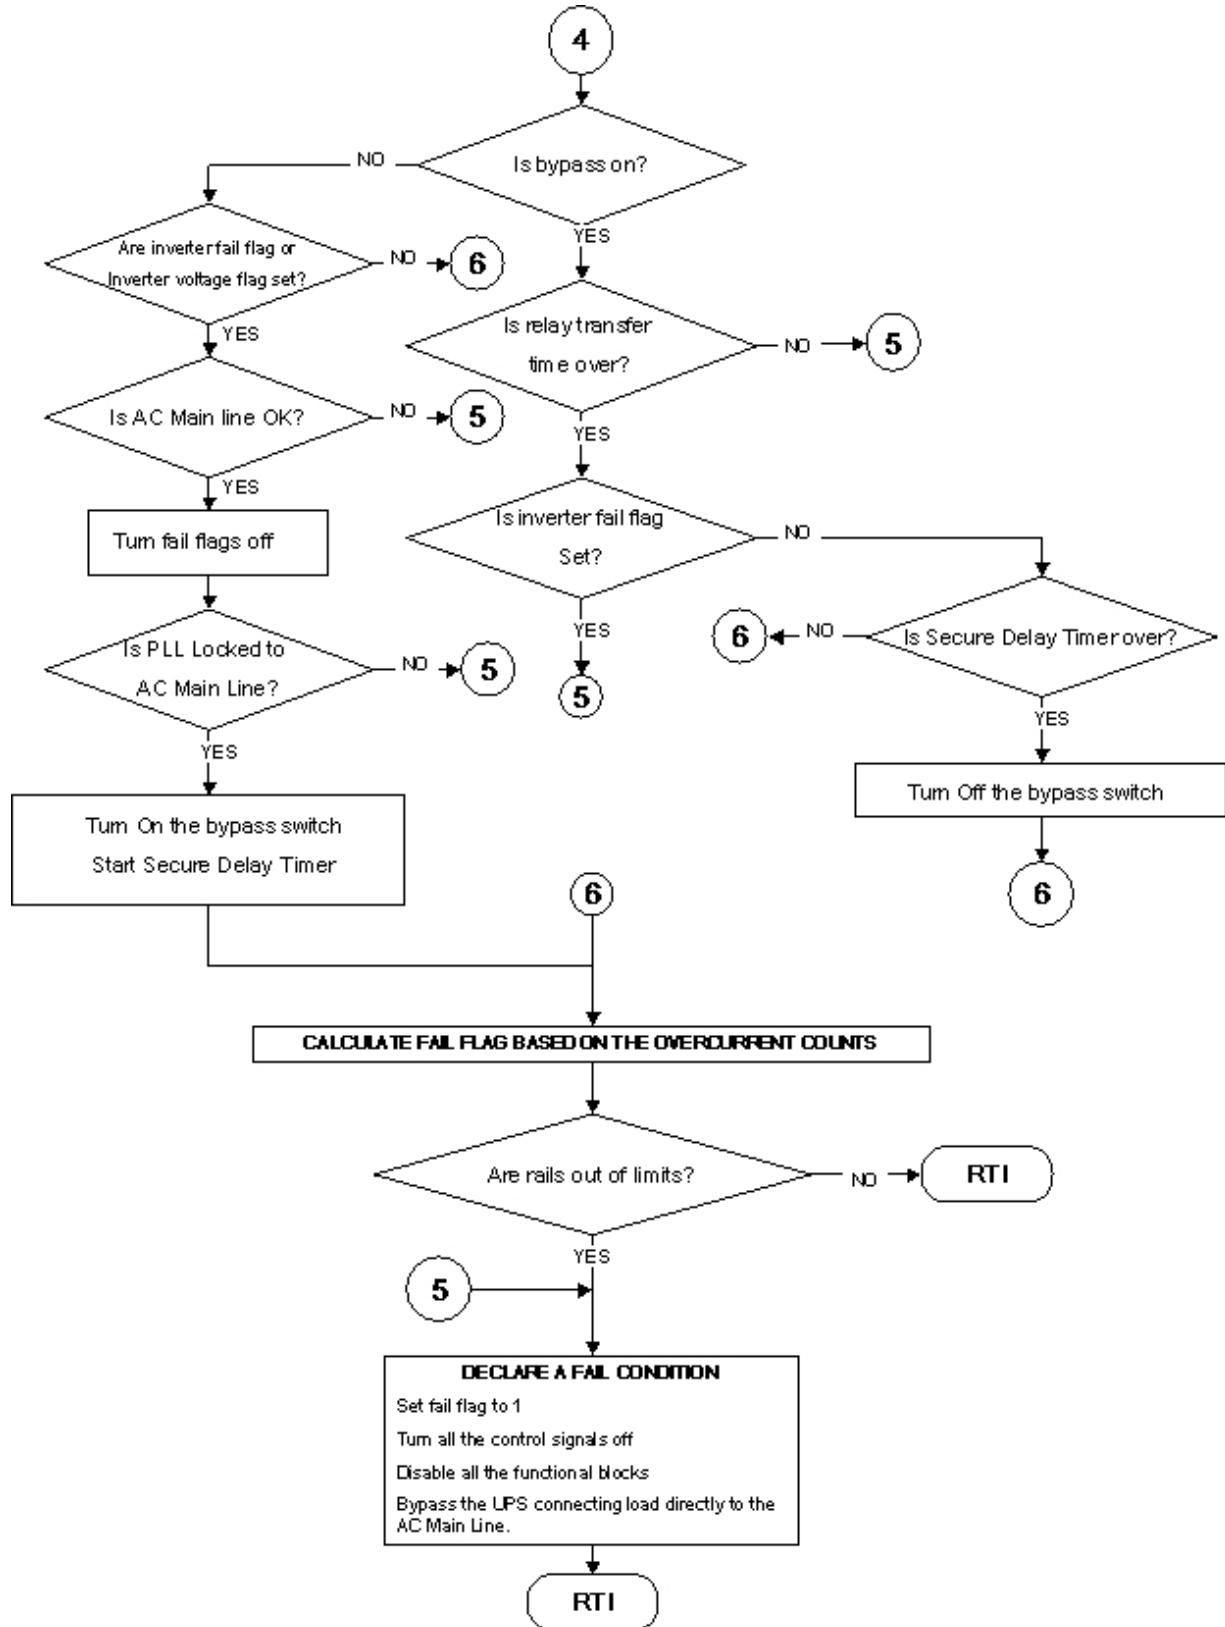 4
Is bypass on?
NO
YES
Are inverter fail flag or
Inverter voltage flag set?
NO
6
YES
Is relay transfer
time over?
NO
5
YES
Is AC Main line OK?
NO
5
YES
Turn fail flags off
Is inverter fail flag
Set?
NO
YES
5
Is PLL Locked to
AC Main Line?
NO
5
YES
Is Secure Delay Timer over?
NO
6
YES
Turn Off the bypass switch
6
Turn On the bypass switch
Start Secure Delay Timer
6
CALCULATE FAIL FLAG BASED ON THE OVERCURRENT COUNTS
Are rails out of limits?
NO
RTI
YES
5
DECLARE A FAIL CONDITION
Set fail flag to 1
Turn all the control signals off
Disable all the functional blocks
Bypass the UPS connecting load directly to the
AC Main Line.
RTI